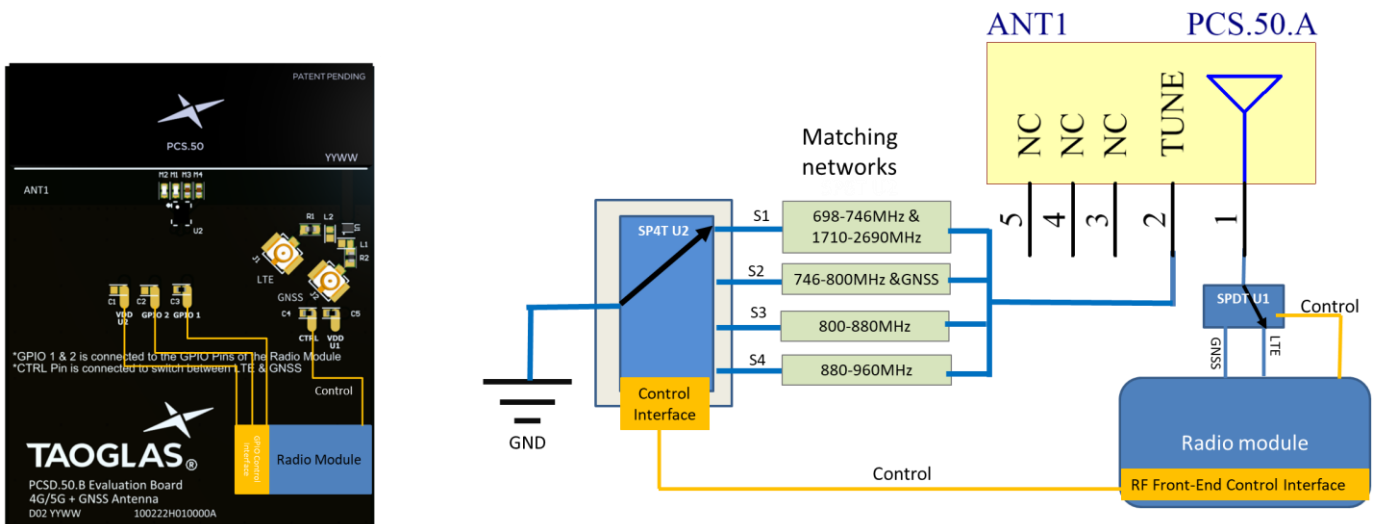 PATENT PENDING
PCS.50
YYWW
ANT1
M2 M1 M3 M4
U2
R1 L2
L1
R2
J1
LTE
GNSS
J2
C1 C2 C3
VDD GPIO 2 GPIO 1
U2
C4 C5
CTRL VDD
U1
*GPIO 1 & 2 is connected to the GPIO Pins of the Radio Module
*CTRL Pin is connected to switch between LTE & GNSS
Control
TAOGLAS®
GPIO Control
Interface
Radio Module
PCSD.50.B Evaluation Board
4G/5G + GNSS Antenna
D02 YYWW 100222H010000A
ANT1 PCS.50.A
NC NC NC TUNE
5 4 3 2 1
Matching
networks
SP4T U2
S1 698-746MHz &
1710-2690MHz
S2 746-800MHz &GNSS
S3 800-880MHz
S4 880-960MHz
Control
Interface
GND
SPDT U1
Control
GNSS LTE
Radio module
RF Front-End Control Interface
Control